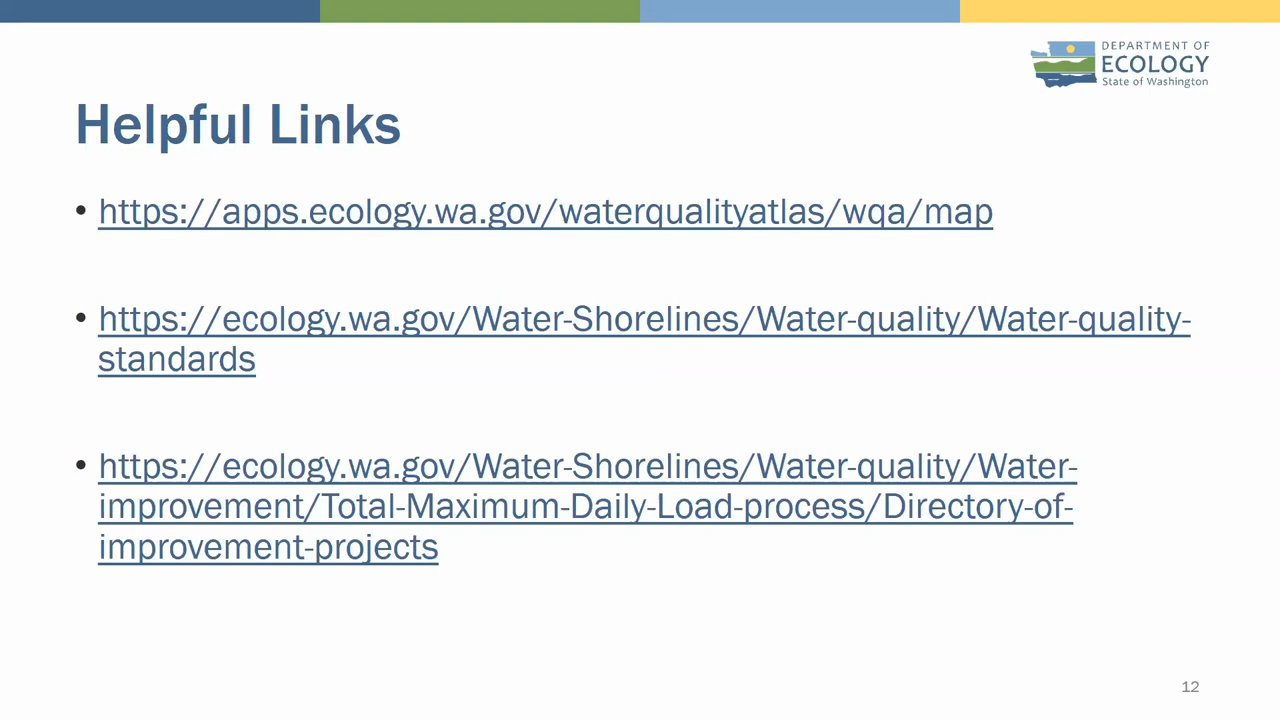 DEPARTMENT OF
ECOLOGY
State of Washington
Helpful Links
• https://apps.ecology.wa.gov/waterqualityatlas/wqa/map
• https://ecology.wa.gov/Water-Shorelines/Water-quality/Water-quality-
standards
• https://ecology.wa.gov/Water-Shorelines/Water-quality/Water-
improvement/Total-Maximum-Daily-Load-process/Directory-of-
improvement-projects
12